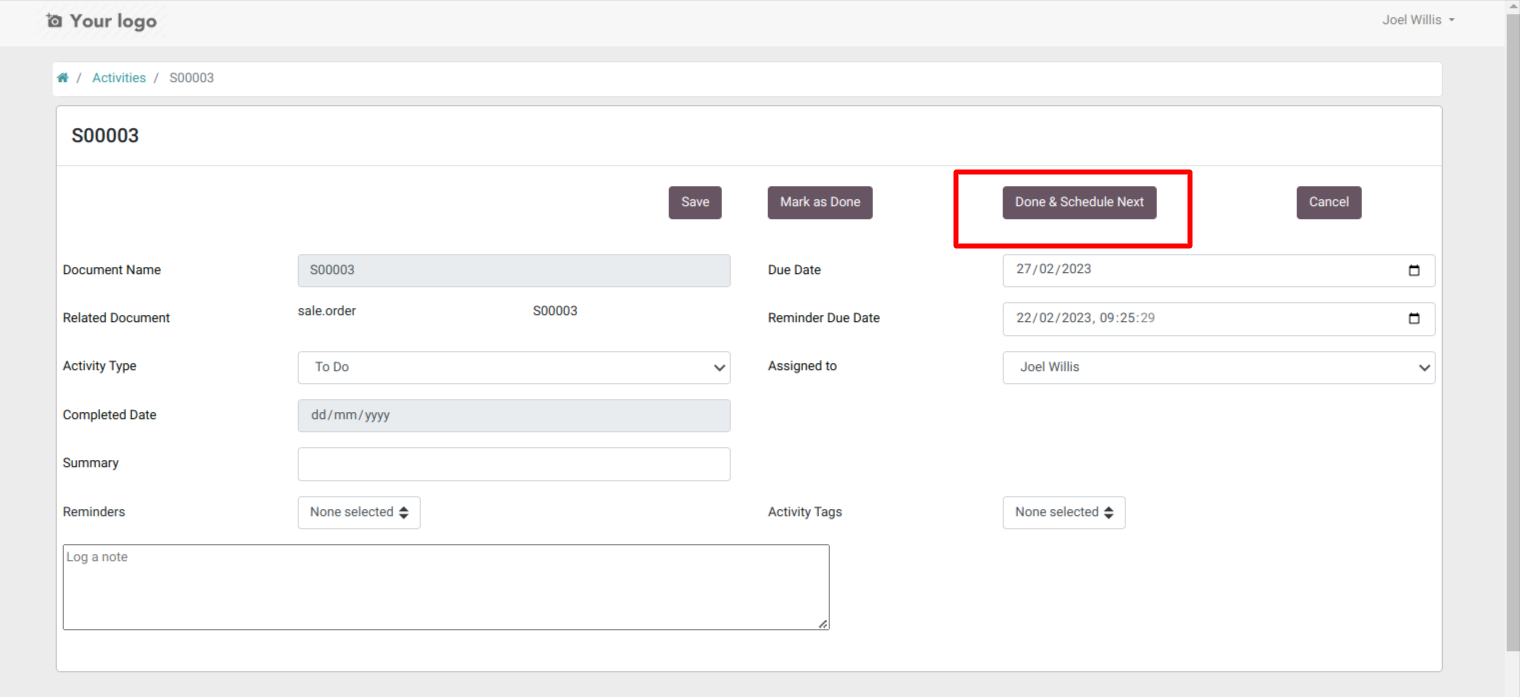 Your logo
Joel Willis
/ Activities / S00003
S00003
Save Mark as Done Done & Schedule Next Cancel
Document Name S00003 Due Date 27/02/2023
Related Document sale.order S00003 Reminder Due Date 22/02/2023, 09:25:29
Activity Type To Do Assigned to Joel Willis
Completed Date dd/mm/yyyy
Summary
Reminders None selected Activity Tags None selected
Log a note